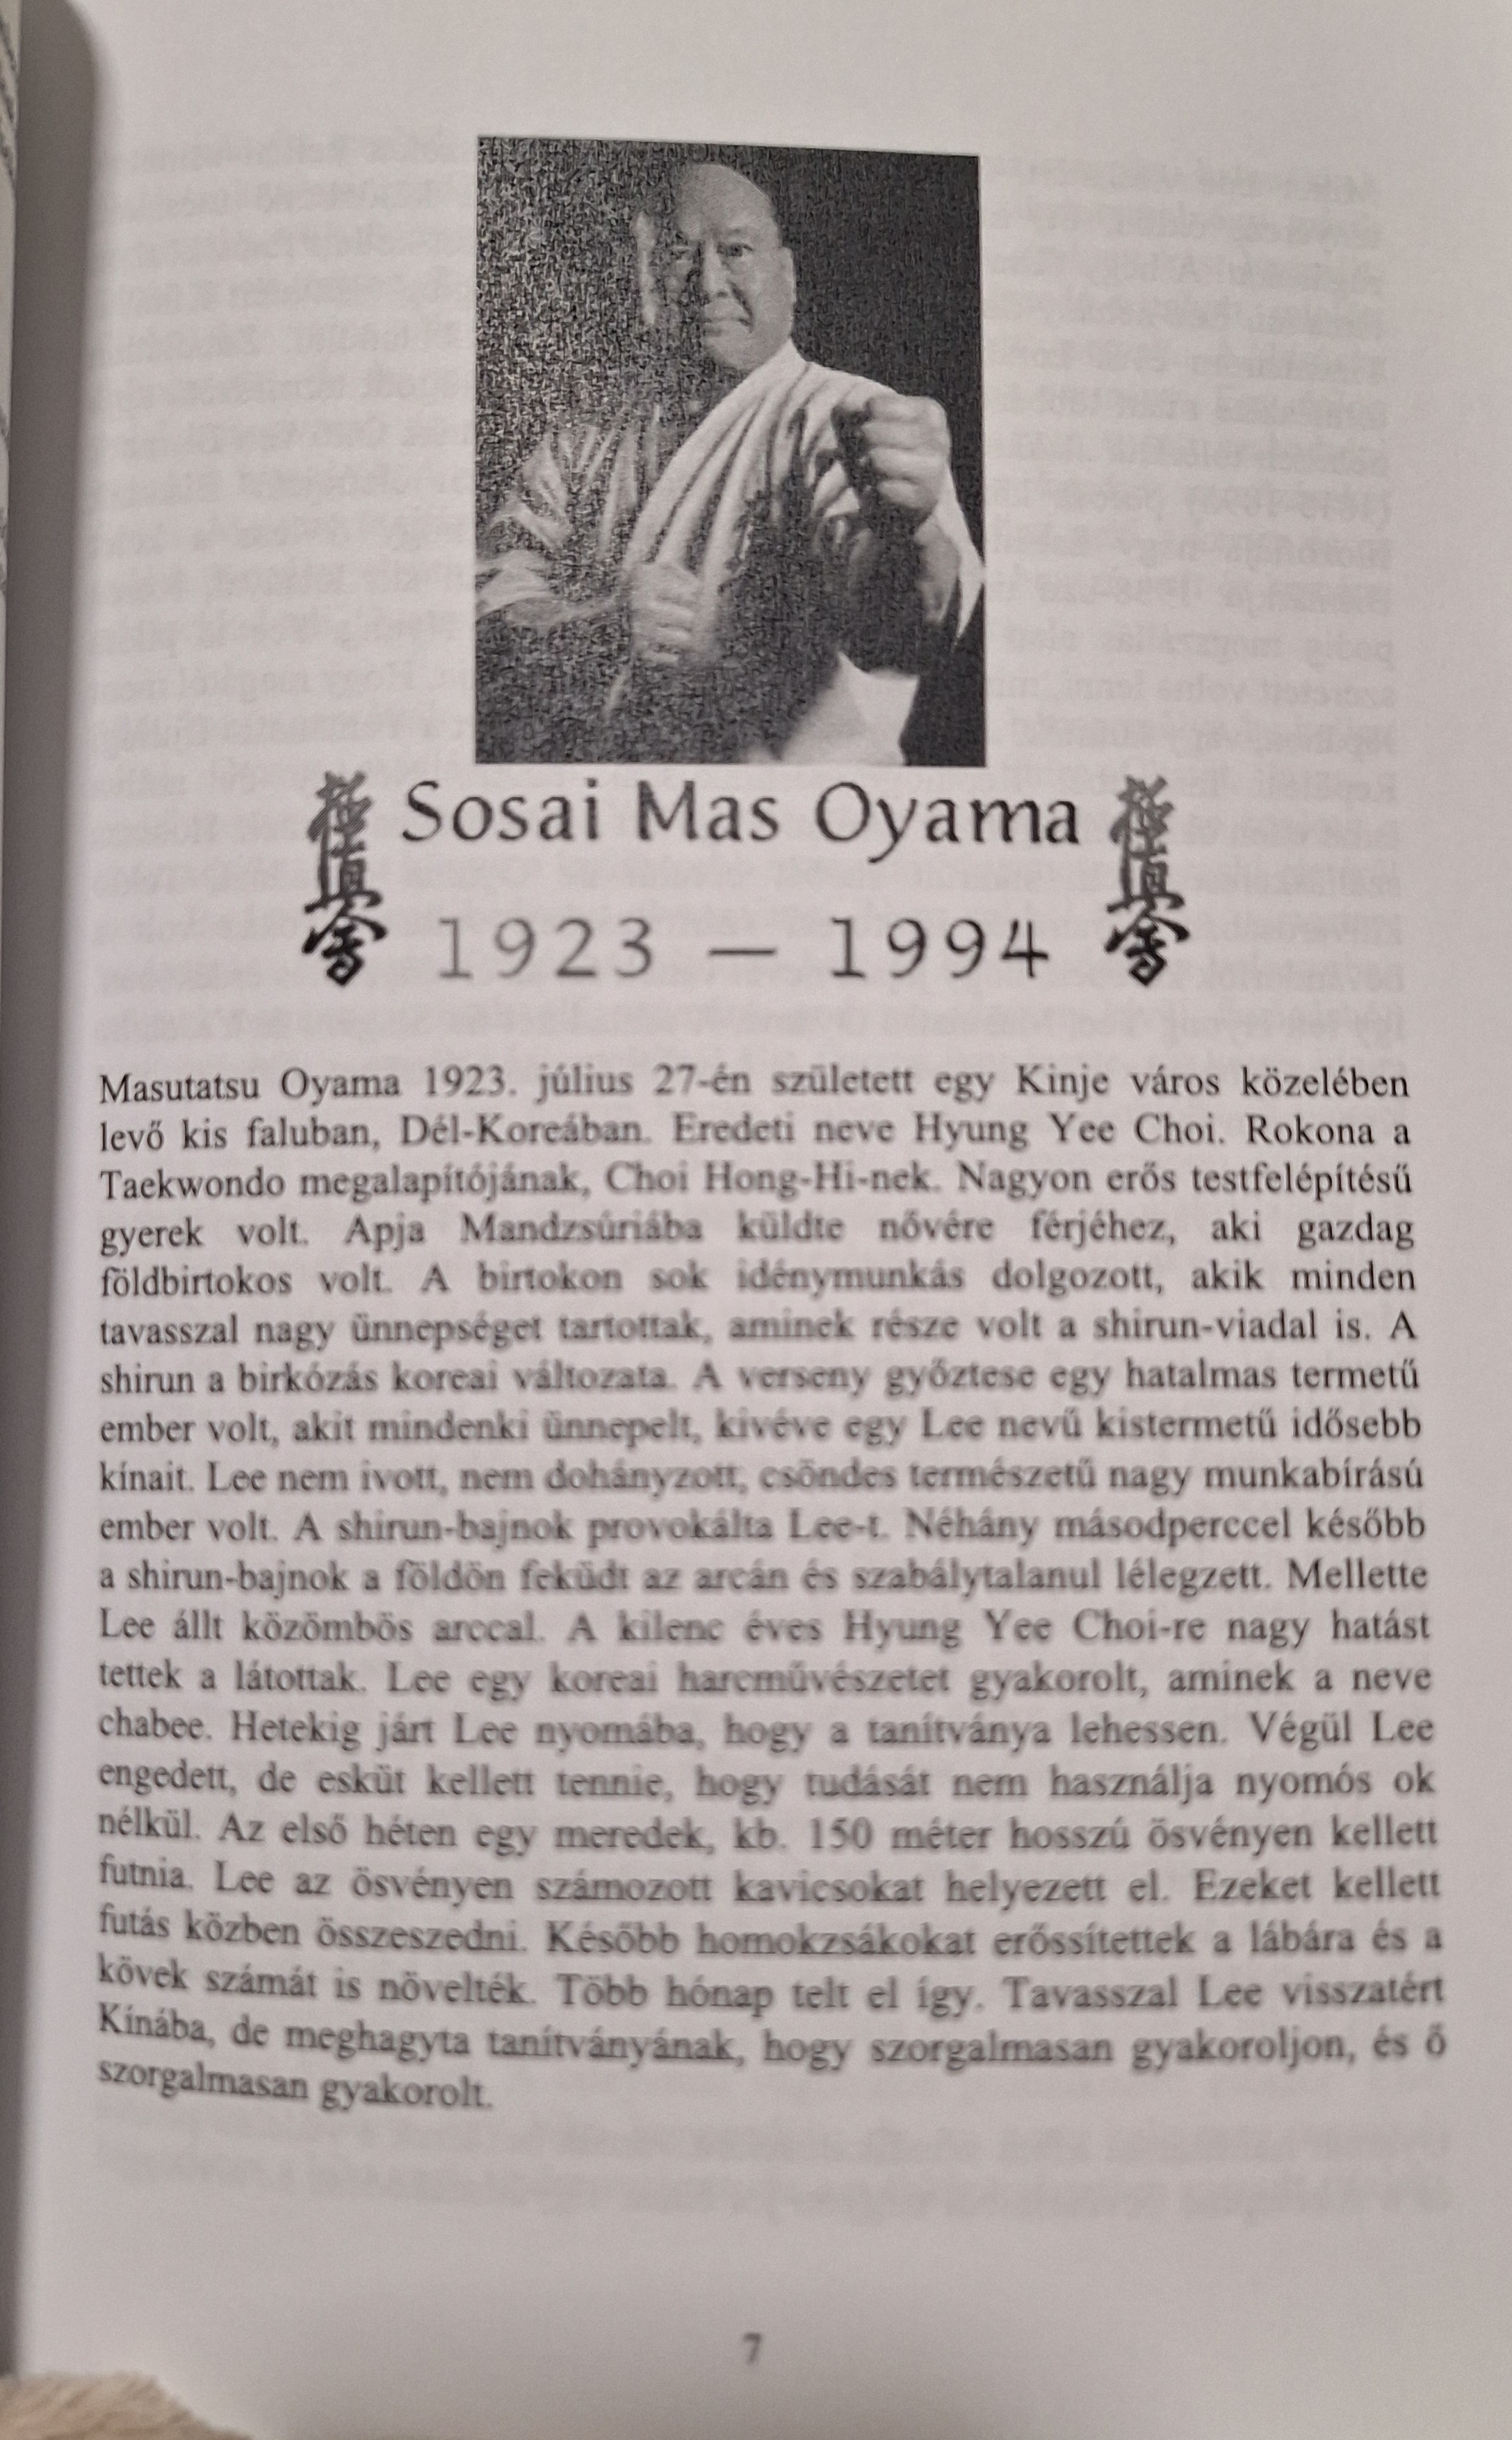 Sosai Mas Oyama
極真会 極真会
1923 — 1994
Masutatsu Oyama 1923. július 27-én született egy Kinje város közelében
levő kis faluban, Dél-Koreában. Eredeti neve Hyung Yee Choi. Rokona a
Taekwondo megalapítójának, Choi Hong-Hi-nek. Nagyon erős testfelépítésű
gyerek volt. Apja Mandzsúriába küldte nővére férjéhez, aki gazdag
földbirtokos volt. A birtokon sok idénymunkás dolgozott, akik minden
tavasszal nagy ünnepséget tartottak, aminek része volt a shirun-viadal is. A
shirun a birkózás koreai változata. A verseny győztese egy hatalmas termetű
ember volt, akit mindenki ünnepelt, kivéve egy Lee nevű kistermetű idősebb
kínait. Lee nem ivott, nem dohányzott, csöndes természetű nagy munkabírású
ember volt. A shirun-bajnok provokálta Lee-t. Néhány másodperccel később
a shirun-bajnok a földön feküdt az arcán és szabálytalanul lélegzett. Mellette
Lee állt közömbös arccal. A kilenc éves Hyung Yee Choi-re nagy hatást
tettek a látottak. Lee egy koreai harcművészetet gyakorolt, aminek a neve
chabee. Hetekig járt Lee nyomába, hogy a tanítványa lehessen. Végül Lee
engedett, de esküt kellett tennie, hogy tudását nem használja nyomós ok
nélkül. Az első héten egy meredek, kb. 150 méter hosszú ösvényen kellett
futnia. Lee az ösvényen számozott kavicsokat helyezett el. Ezeket kellett
futás közben összeszedni. Később homokzsákokat erőssítettek a lábára és a
kövek számát is növelték. Több hónap telt el így. Tavasszal Lee visszatért
Kínába, de meghagyta tanítványának, hogy szorgalmasan gyakoroljon, és ő
szorgalmasan gyakorolt.
7